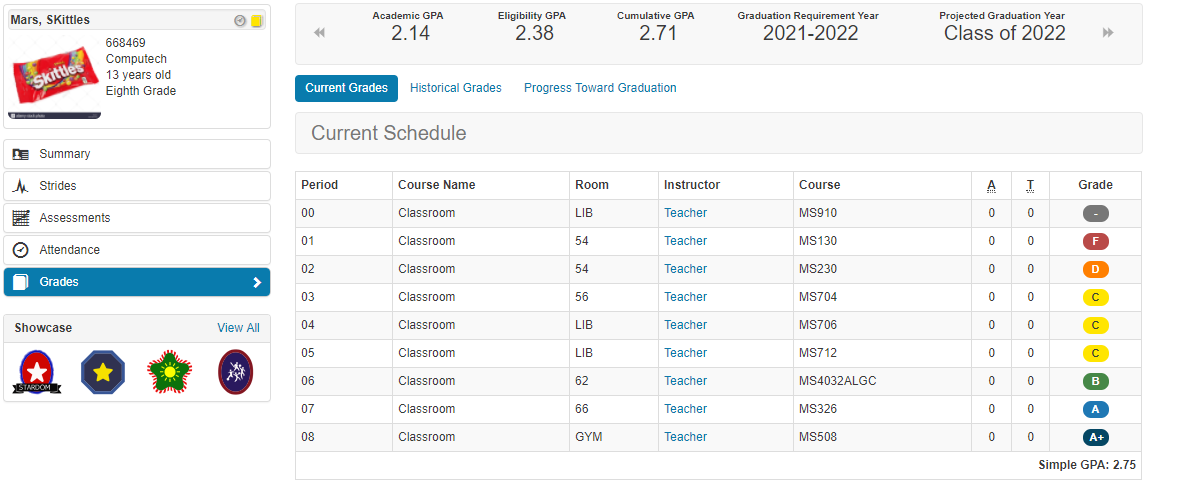 Mars, SKittles
668469
Computech
13 years old
Eighth Grade
Skittles
Summary
Strides
Assessments
Attendance
Grades
Showcase View All
STARDOM
Academic GPA Eligibility GPA Cumulative GPA Graduation Requirement Year Projected Graduation Year
2.14 2.38 2.71 2021-2022 Class of 2022
Current Grades Historical Grades Progress Toward Graduation
Current Schedule
Period Course Name Room Instructor Course A T Grade
00 Classroom LIB Teacher MS910 0 0 -
01 Classroom 54 Teacher MS130 0 0 F
02 Classroom 54 Teacher MS230 0 0 D
03 Classroom 56 Teacher MS704 0 0 C
04 Classroom LIB Teacher MS706 0 0 C
05 Classroom LIB Teacher MS712 0 0 C
06 Classroom 62 Teacher MS4032ALGC 0 0 B
07 Classroom 66 Teacher MS326 0 0 A
08 Classroom GYM Teacher MS508 0 0 A+
Simple GPA: 2.75